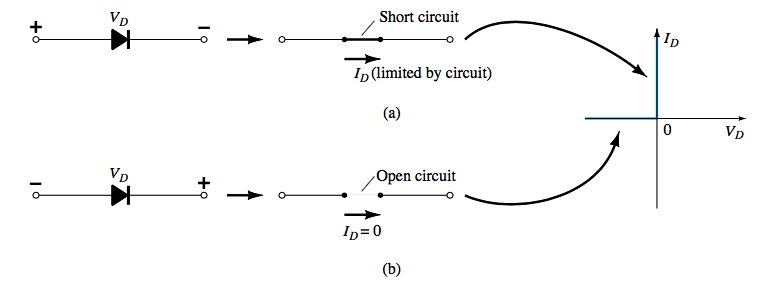 + V_D −
Short circuit
I_D (limited by circuit)
(a)
I_D
0
V_D
− V_D +
Open circuit
I_D = 0
(b)